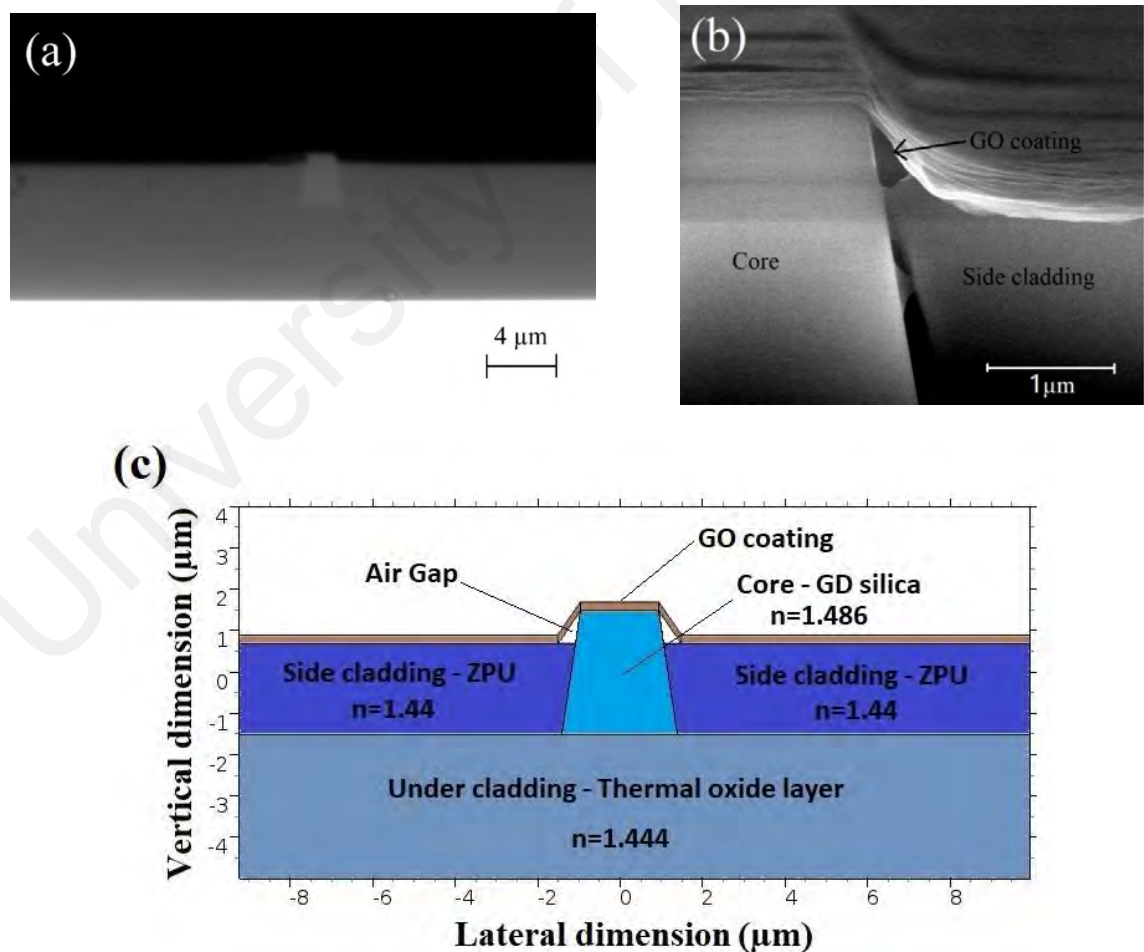 (a)
4 μm
(b)
GO coating
Core
Side cladding
1μm
(c)
Vertical dimension (μm)
4
3
2
1
0
-1
-2
-3
-4
GO coating
Air Gap
Core - GD silica
n=1.486
Side cladding - ZPU
n=1.44
Side cladding - ZPU
n=1.44
Under cladding - Thermal oxide layer
n=1.444
-8 -6 -4 -2 0 2 4 6 8
Lateral dimension (μm)
University of